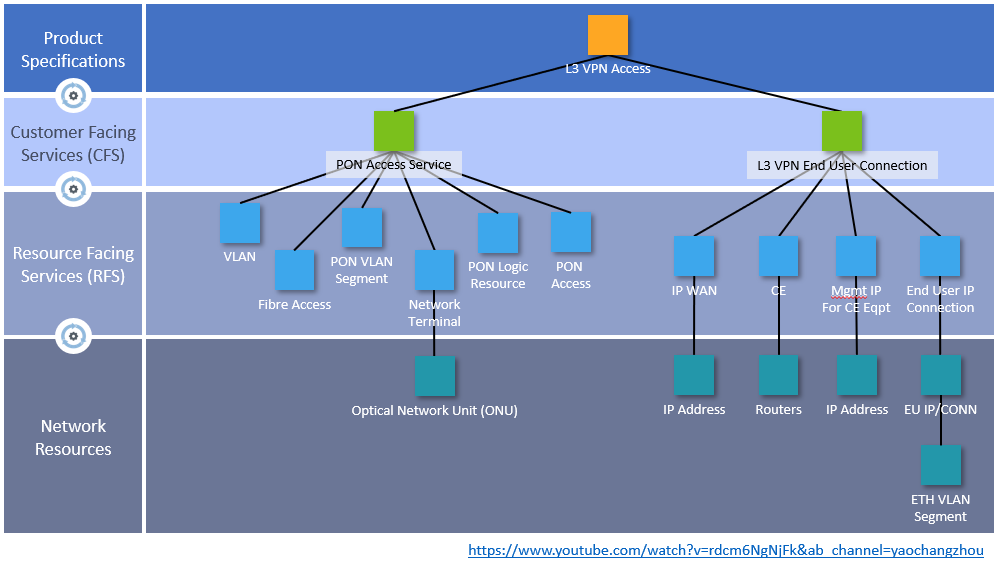 Product
Specifications
L3 VPN Access
Customer Facing
Services (CFS)
PON Access Service
L3 VPN End User Connection
Resource Facing
Services (RFS)
VLAN
Fibre Access
PON VLAN
Segment
Network
Terminal
PON Logic
Resource
PON
Access
IP WAN
CE
Mgmt IP
For CE Eqpt
End User IP
Connection
Network
Resources
Optical Network Unit (ONU)
IP Address
Routers
IP Address
EU IP/CONN
ETH VLAN
Segment
https://www.youtube.com/watch?v=rdcm6NgNjFk&ab_channel=yaochangzhou